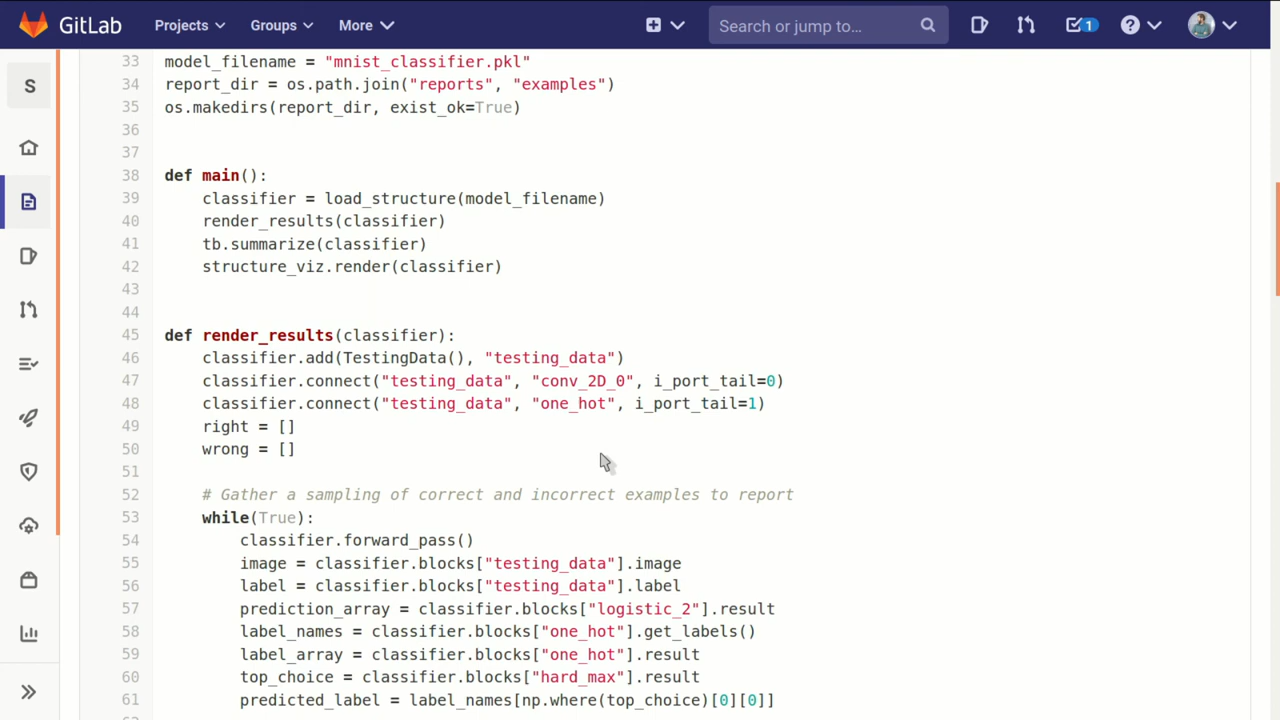 GitLab Projects Groups More Search or jump to... 1
S
33 model_filename = "mnist_classifier.pkl"
34 report_dir = os.path.join("reports", "examples")
35 os.makedirs(report_dir, exist_ok=True)
36
37
38 def main():
39 classifier = load_structure(model_filename)
40 render_results(classifier)
41 tb.summarize(classifier)
42 structure_viz.render(classifier)
43
44
45 def render_results(classifier):
46 classifier.add(TestingData(), "testing_data")
47 classifier.connect("testing_data", "conv_2D_0", i_port_tail=0)
48 classifier.connect("testing_data", "one_hot", i_port_tail=1)
49 right = []
50 wrong = []
51
52 # Gather a sampling of correct and incorrect examples to report
53 while(True):
54 classifier.forward_pass()
55 image = classifier.blocks["testing_data"].image
56 label = classifier.blocks["testing_data"].label
57 prediction_array = classifier.blocks["logistic_2"].result
58 label_names = classifier.blocks["one_hot"].get_labels()
59 label_array = classifier.blocks["one_hot"].result
60 top_choice = classifier.blocks["hard_max"].result
61 predicted_label = label_names[np.where(top_choice)[0][0]]